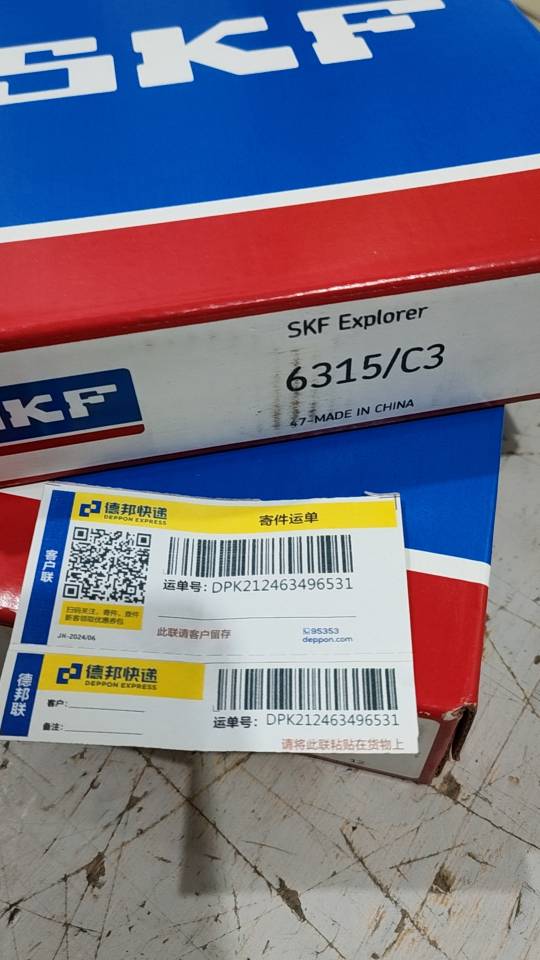 SKF
SKF Explorer
6315/C3
47-MADE IN CHINA
SKF
德邦快递
DEPPON EXPRESS
寄件运单
客户联
运单号: DPK212463496531
扫码关注、寄件、查件
新客领取优惠券包
JH-2024/06
此联请客户留存
95353
deppon.com
德邦联
德邦快递
DEPPON EXPRESS
客户:
备注:
运单号: DPK212463496531
请将此联粘贴在货物上